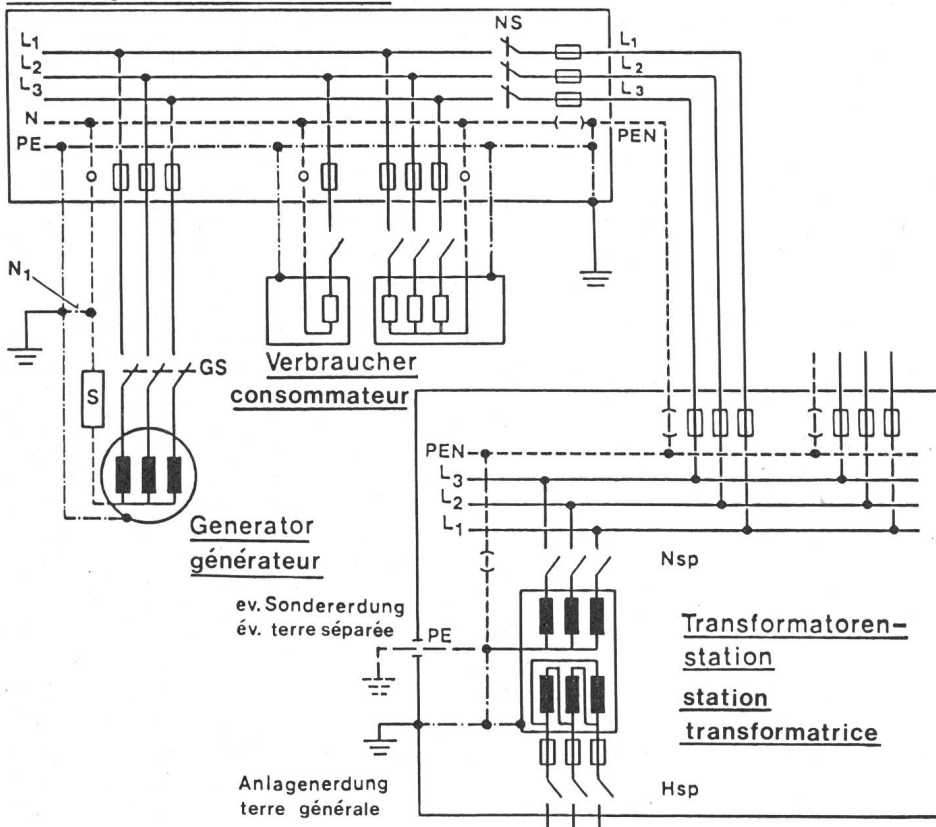 NS
L1
L2
L3
N
PE
L1
L2
L3
PEN
N1
GS
S
Verbraucher
consommateur
Generator
générateur
PEN
L3
L2
L1
Nsp
ev. Sondererdung
év. terre séparée
PE
Transformatoren-
station
station
transformatrice
Anlagenerdung
terre générale
Hsp